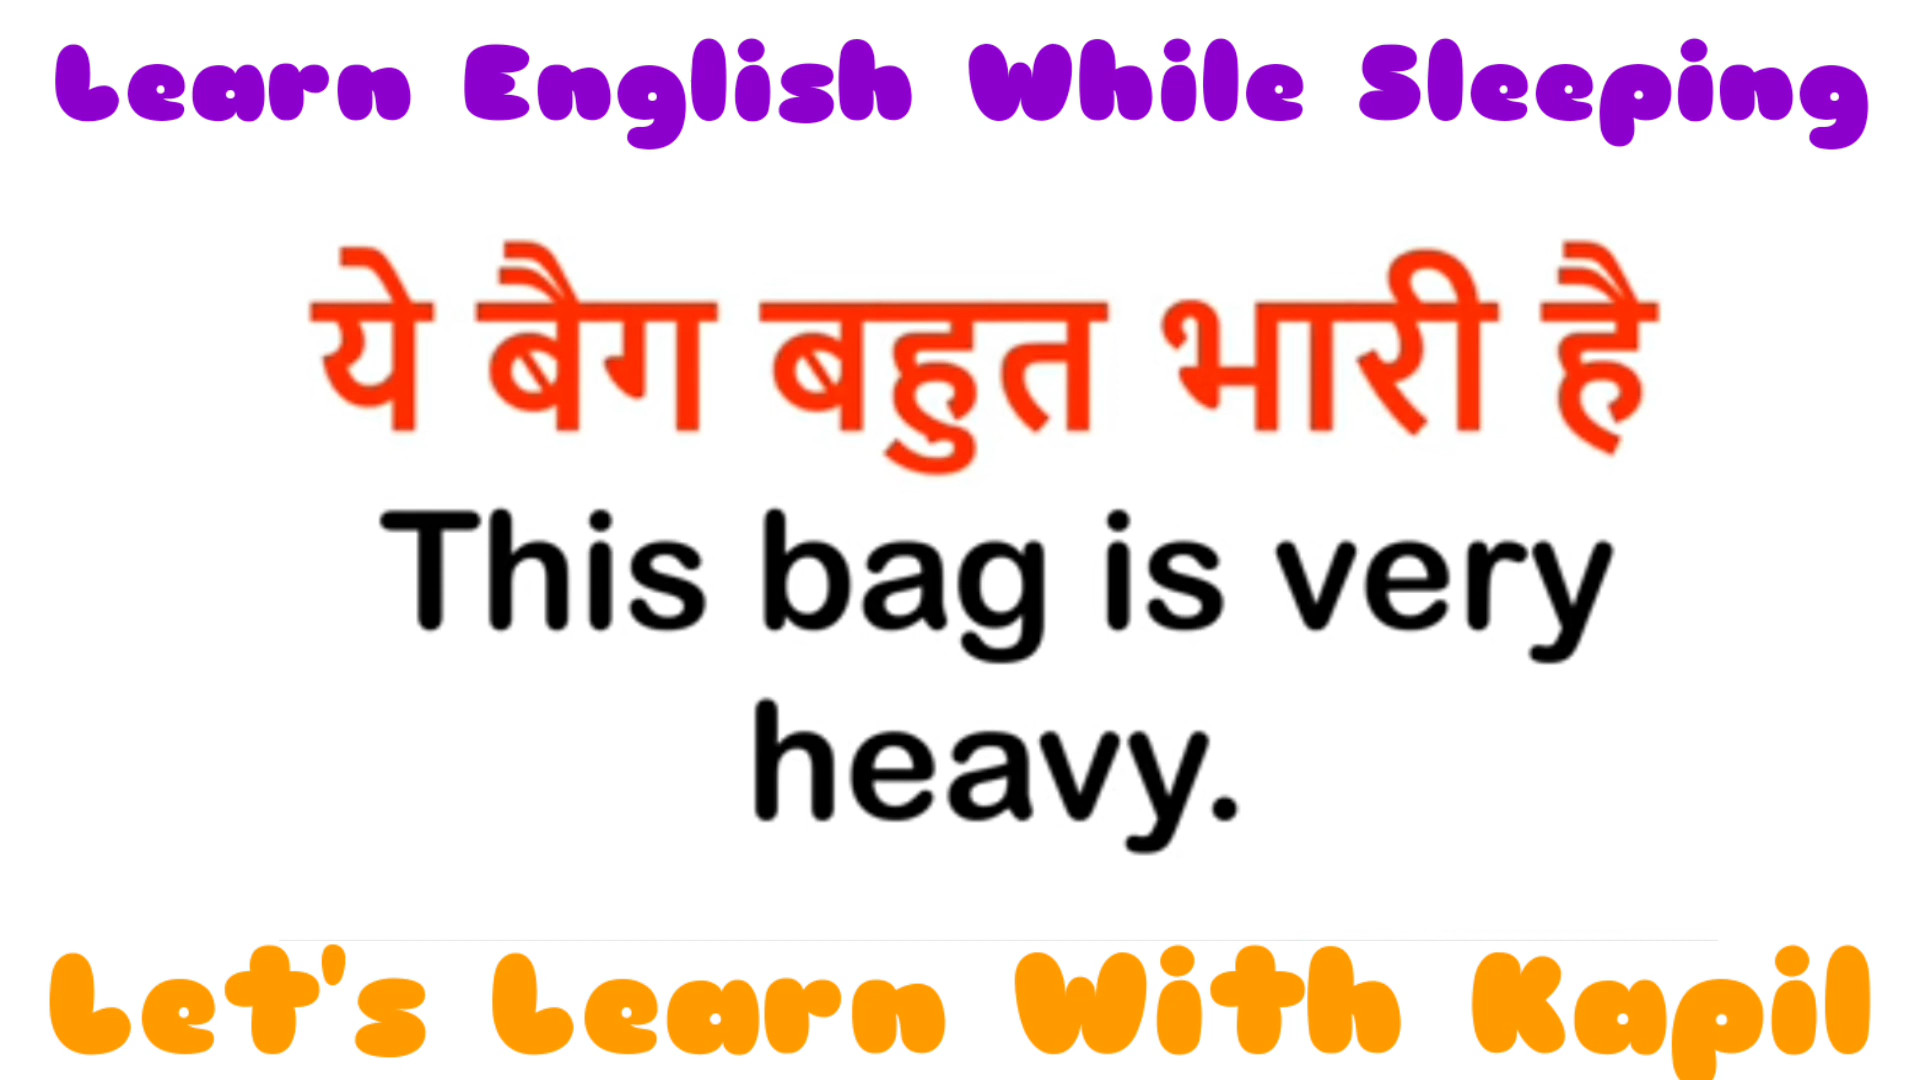 Learn English While Sleeping
ये बैग बहुत भारी है
This bag is very
heavy.
Let's Learn With Kapil